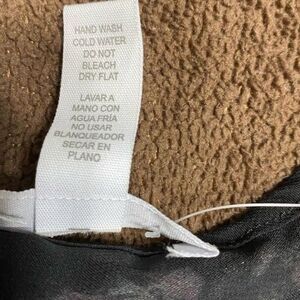 HAND WASH
COLD WATER
DO NOT
BLEACH
DRY FLAT
LAVAR A
MANO CON
AGUA FRÍA
NO USAR
BLANQUEADOR
SECAR EN
PLANO